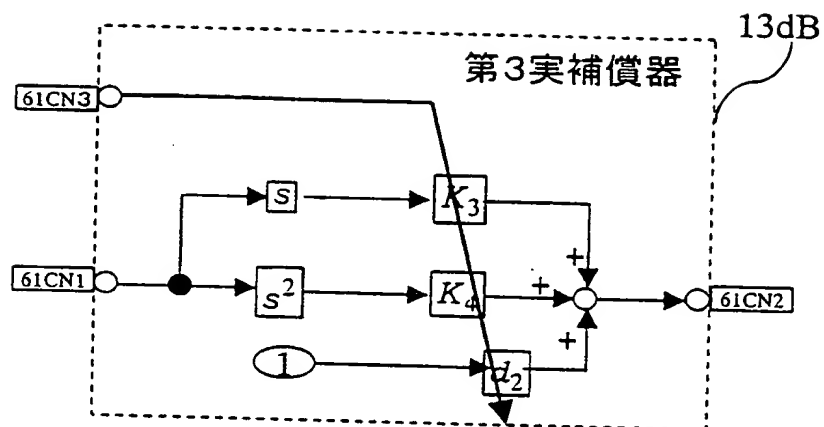 13dB
第3実補償器
61CN3
s
K₃
+
61CN1
s²
K₄
+
61CN2
+
1
d₂